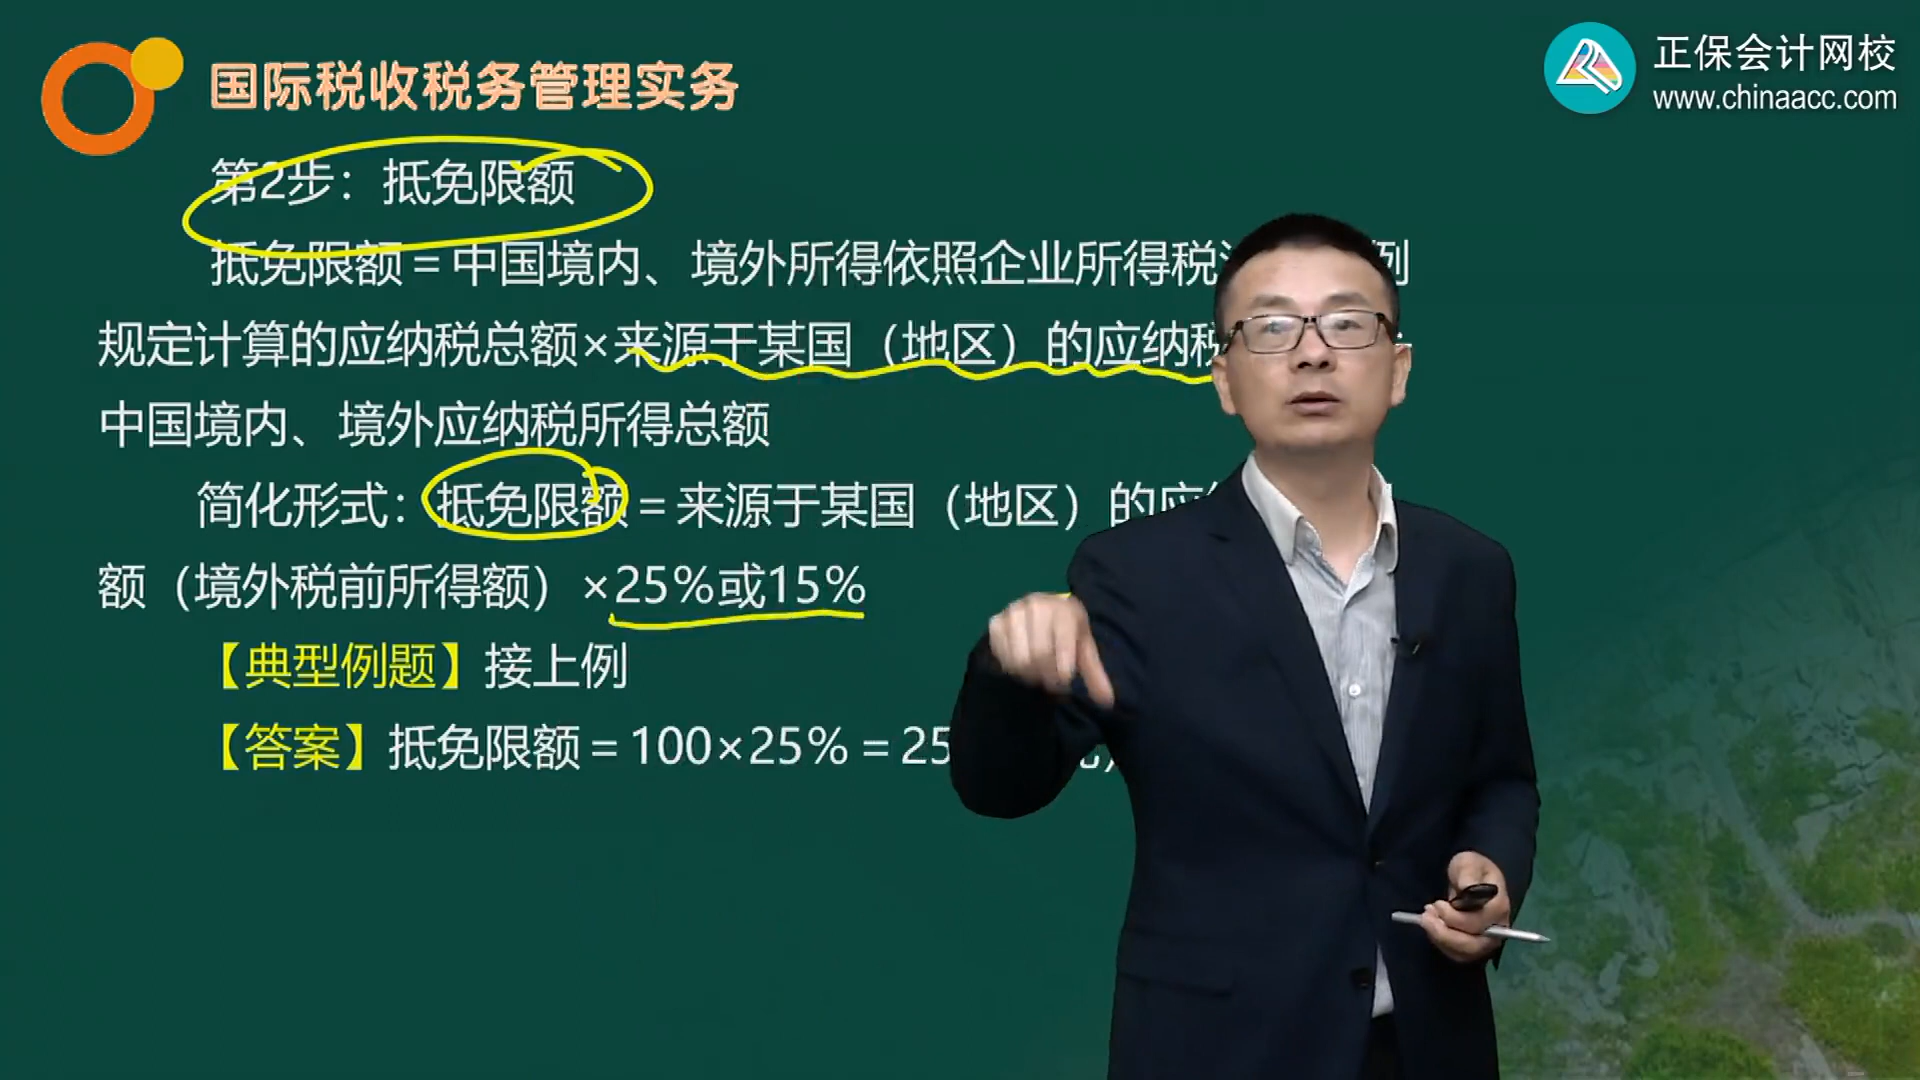 国际税收税务管理实务
正保会计网校
www.chinaacc.com
第2步：抵免限额
抵免限额＝中国境内、境外所得依照企业所得税 例
规定计算的应纳税总额×来源于某国（地区）的应纳税
中国境内、境外应纳税所得总额
简化形式：抵免限额＝来源于某国（地区）的应
额（境外税前所得额）×25%或15%
【典型例题】接上例
【答案】抵免限额＝100×25%＝25